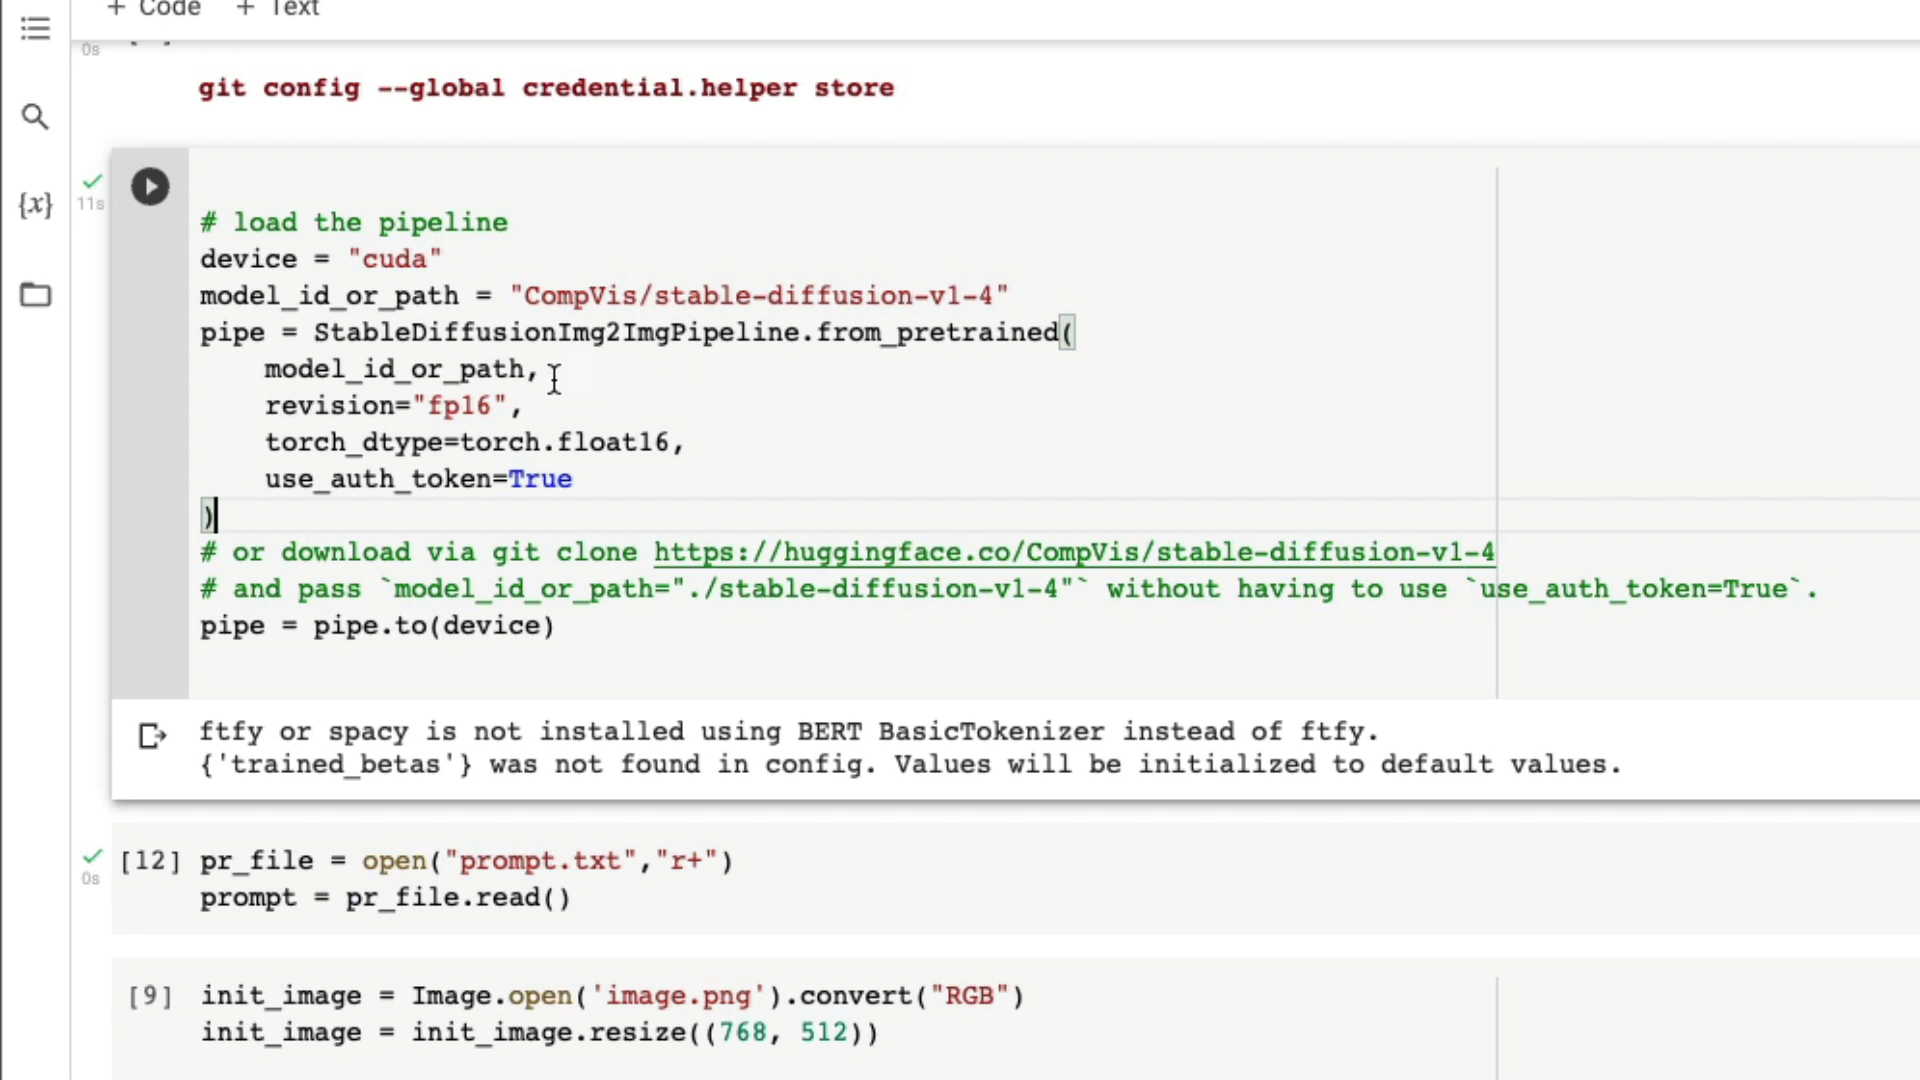 + Code + Text
0s
git config --global credential.helper store
{x}
11s
# load the pipeline
device = "cuda"
model_id_or_path = "CompVis/stable-diffusion-v1-4"
pipe = StableDiffusionImg2ImgPipeline.from_pretrained(
    model_id_or_path,
    revision="fp16",
    torch_dtype=torch.float16,
    use_auth_token=True
)
# or download via git clone https://huggingface.co/CompVis/stable-diffusion-v1-4
# and pass `model_id_or_path="./stable-diffusion-v1-4"` without having to use `use_auth_token=True`.
pipe = pipe.to(device)
ftfy or spacy is not installed using BERT BasicTokenizer instead of ftfy.
{'trained_betas'} was not found in config. Values will be initialized to default values.
[12] pr_file = open("prompt.txt","r+")
0s
prompt = pr_file.read()
[9] init_image = Image.open('image.png').convert("RGB")
init_image = init_image.resize((768, 512))